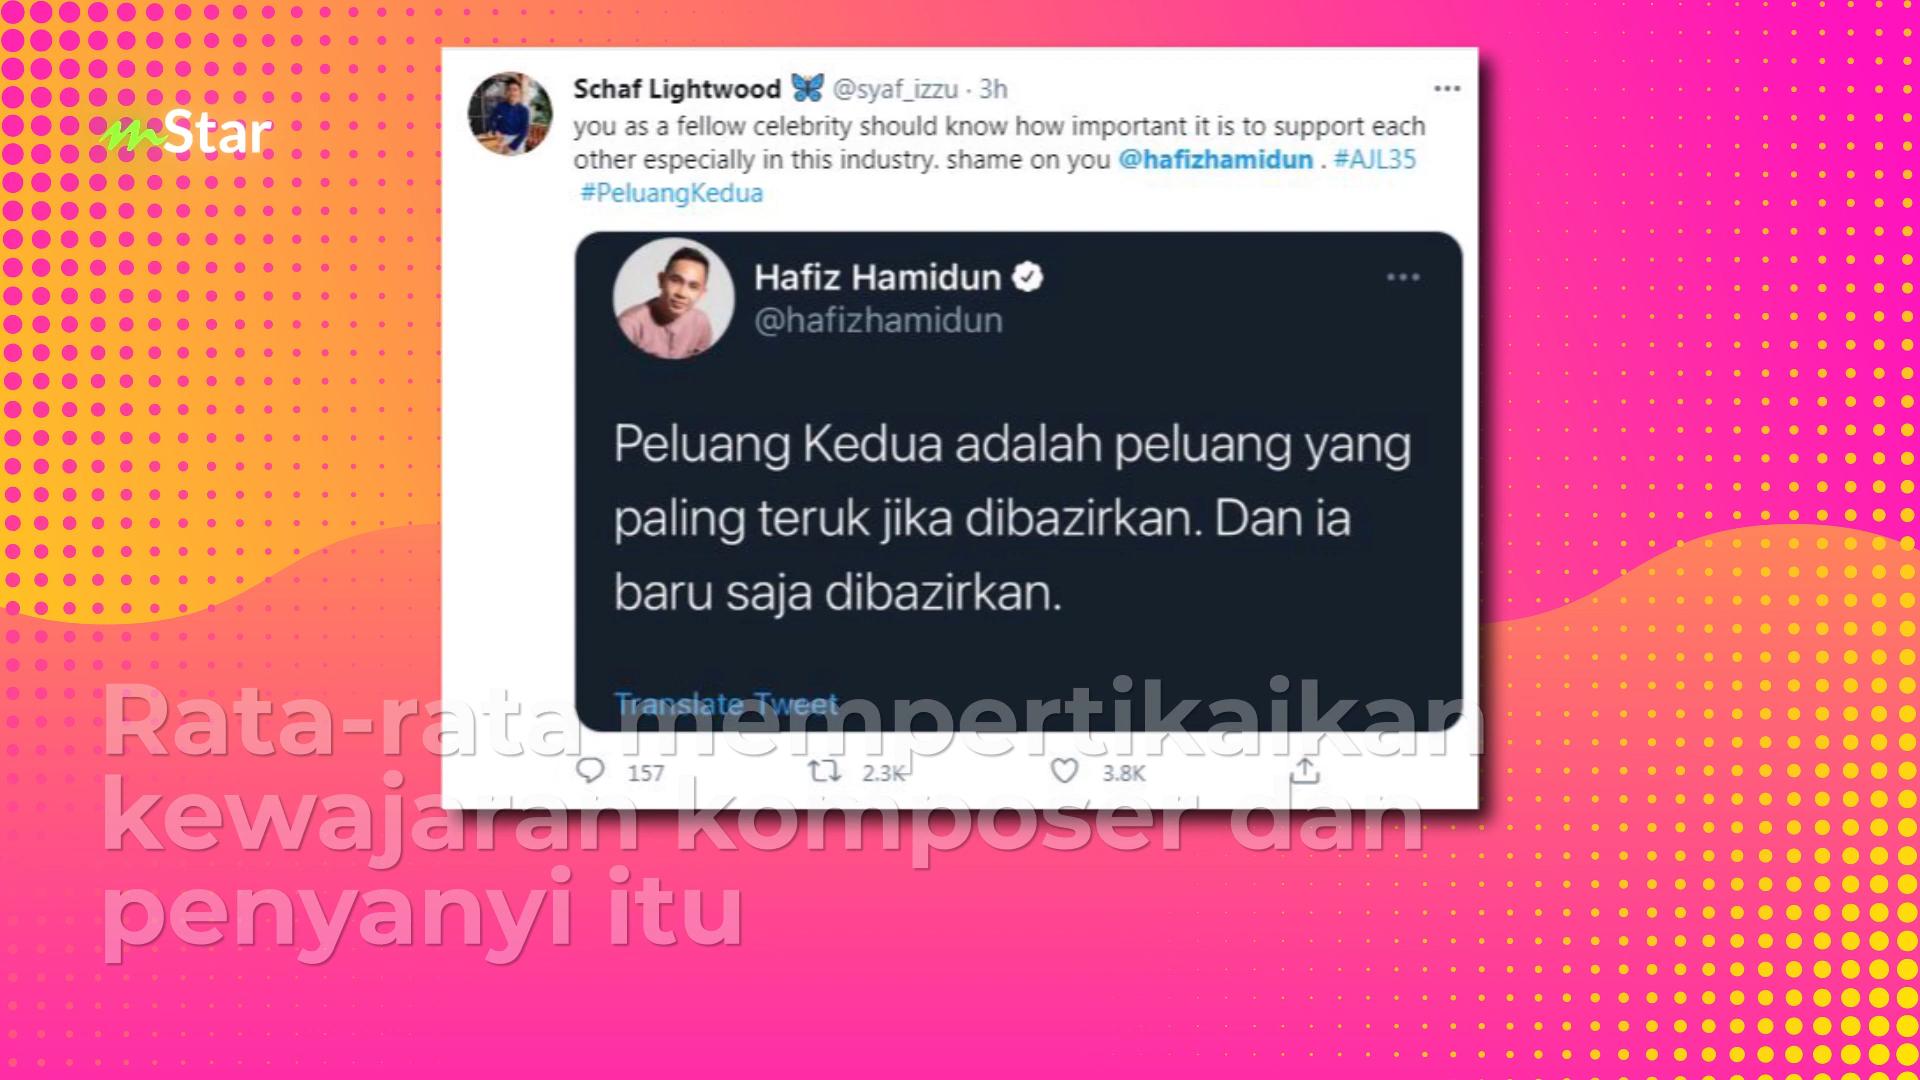 mStar
Schaf Lightwood 🦋 @syaf_izzu · 3h
you as a fellow celebrity should know how important it is to support each
other especially in this industry. shame on you @hafizhamidun . #AJL35
#PeluangKedua
Hafiz Hamidun
@hafizhamidun
Peluang Kedua adalah peluang yang
paling teruk jika dibazirkan. Dan ia
baru saja dibazirkan.
Translate Tweet
157 2.3K 3.8K
Rata-rata mempertikaikan
kewajaran komposer dan
penyanyi itu